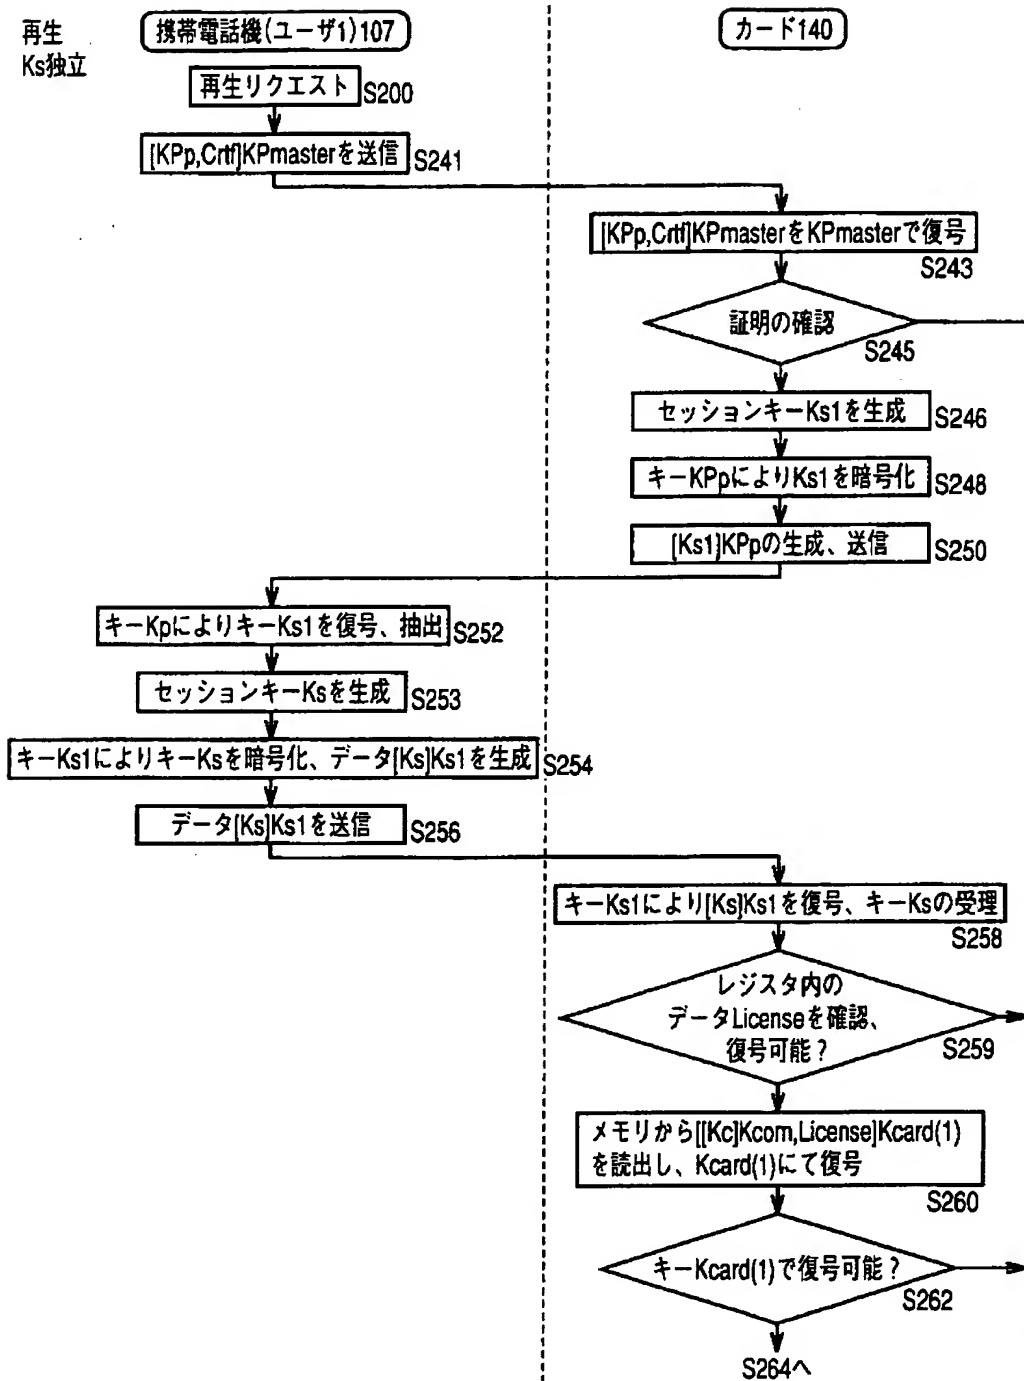 再生
Ks独立
携帯電話機(ユーザ1)107
カード140
再生リクエスト
S200
[KPp,Crtf]KPmasterを送信
S241
[KPp,Crtf]KPmasterをKPmasterで復号
S243
証明の確認
S245
セッションキーKs1を生成
S246
キーKPpによりKs1を暗号化
S248
[Ks1]KPpの生成、送信
S250
キーKpによりキーKs1を復号、抽出
S252
セッションキーKsを生成
S253
キーKs1によりキーKsを暗号化、データ[Ks]Ks1を生成
S254
データ[Ks]Ks1を送信
S256
キーKs1により[Ks]Ks1を復号、キーKsの受理
S258
レジスタ内の
データLicenseを確認、
復号可能？
S259
メモリから[[Kc]Kcom,License]Kcard(1)
を読出し、Kcard(1)にて復号
S260
キーKcard(1)で復号可能？
S262
S264へ